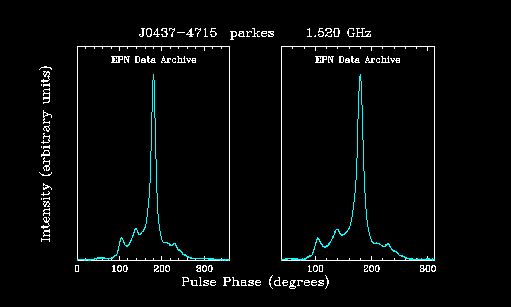 J0437-4715 parkes 1.520 GHz
EPN Data Archive EPN Data Archive
Intensity (arbitrary units)
0 100 200 300 100 200 300
Pulse Phase (degrees)